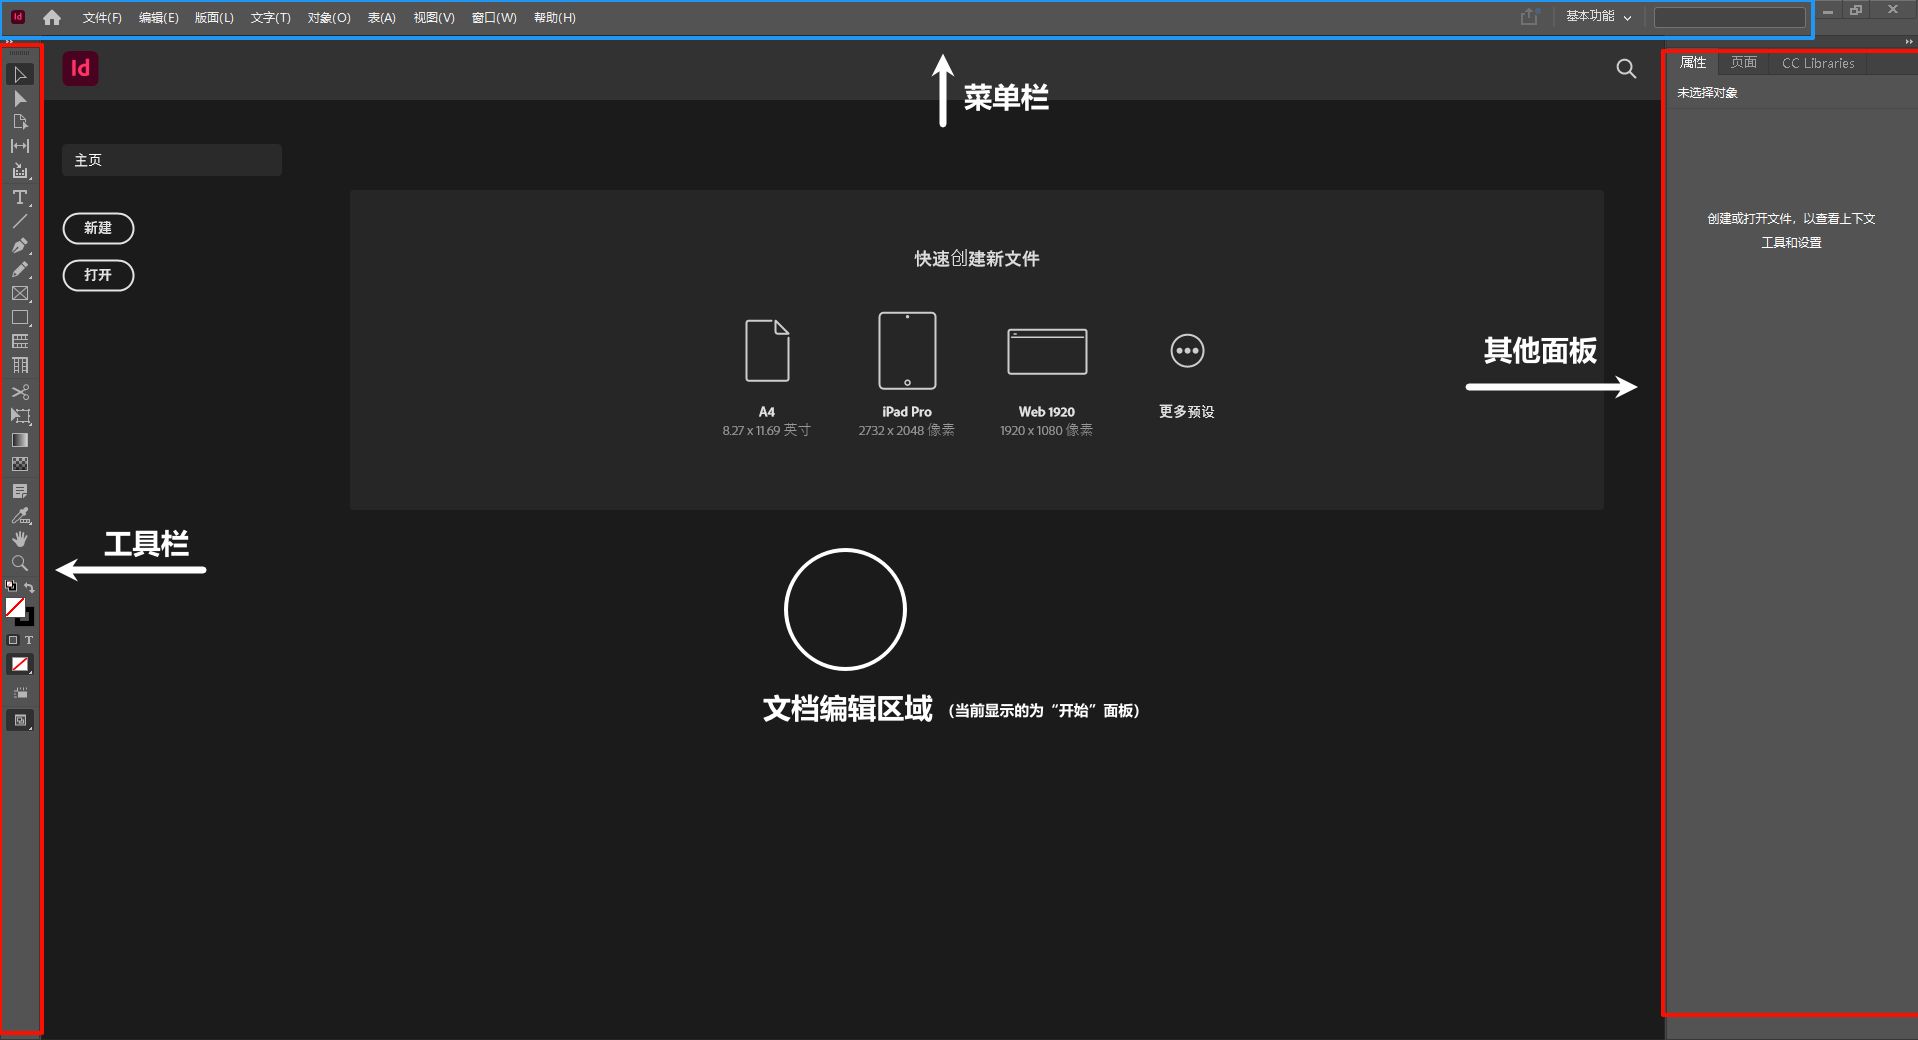 Id
文件(F) 编辑(E) 版面(L) 文字(T) 对象(O) 表(A) 视图(V) 窗口(W) 帮助(H)
基本功能
Id
菜单栏
属性 页面 CC Libraries
未选择对象
主页
新建
打开
快速创建新文件
创建或打开文件，以查看上下文
工具和设置
其他面板
A4
8.27 x 11.69 英寸
iPad Pro
2732 x 2048 像素
Web 1920
1920 x 1080 像素
更多预设
工具栏
文档编辑区域 （当前显示的为“开始”面板）